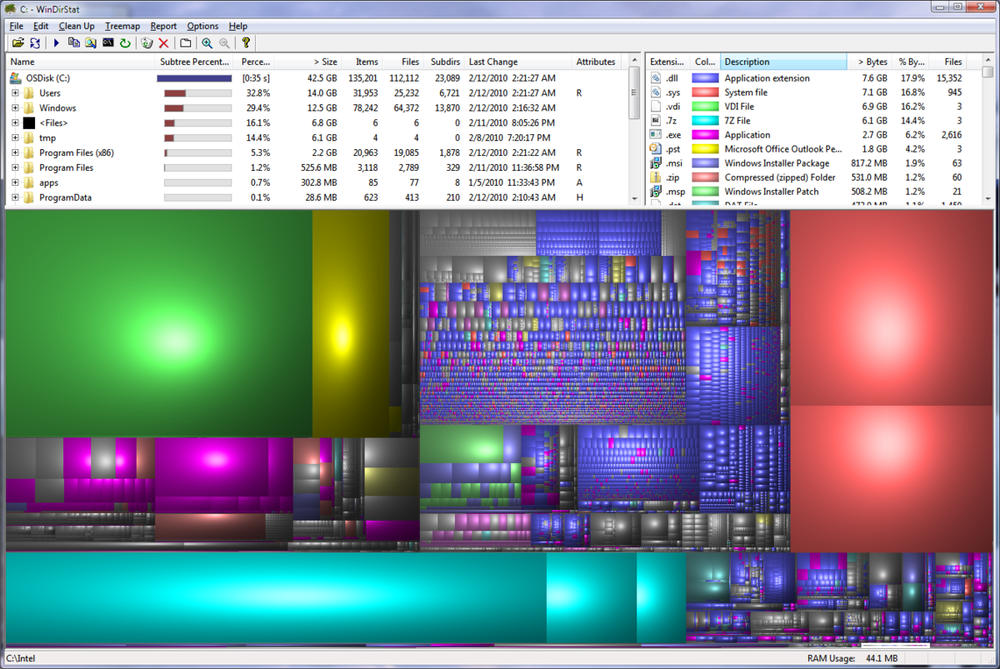 C: - WinDirStat
File Edit Clean Up Treemap Report Options Help
Name Subtree Percent... Perce... > Size Items Files Subdirs Last Change Attributes
OSDisk (C:) [0:35 s] 42.5 GB 135,201 112,112 23,089 2/12/2010 2:21:27 AM
Users 32.8% 14.0 GB 31,953 25,232 6,721 2/12/2010 2:21:27 AM R
Windows 29.4% 12.5 GB 78,242 64,372 13,870 2/12/2010 2:16:32 AM
<Files> 16.1% 6.8 GB 6 6 0 2/11/2010 8:05:26 PM
tmp 14.4% 6.1 GB 4 4 0 2/8/2010 7:20:17 PM
Program Files (x86) 5.3% 2.2 GB 20,963 19,085 1,878 2/12/2010 2:21:22 AM R
Program Files 1.2% 525.6 MB 3,118 2,789 329 2/11/2010 11:36:58 PM R
apps 0.7% 302.8 MB 85 77 8 1/5/2010 11:33:43 PM A
ProgramData 0.1% 28.6 MB 623 413 210 2/12/2010 2:10:43 AM H
Extensi... Col... Description > Bytes % By... Files
.dll Application extension 7.6 GB 17.9% 15,352
.sys System file 7.1 GB 16.8% 945
.vdi VDI File 6.9 GB 16.2% 3
.7z 7Z File 6.1 GB 14.4% 3
.exe Application 2.7 GB 6.2% 2,616
.pst Microsoft Office Outlook Pe... 1.8 GB 4.2% 3
.msi Windows Installer Package 817.2 MB 1.9% 63
.zip Compressed (zipped) Folder 531.0 MB 1.2% 60
.msp Windows Installer Patch 508.2 MB 1.2% 21
.dat DAT File 1.1%
C:\Intel RAM Usage: 44.1 MB